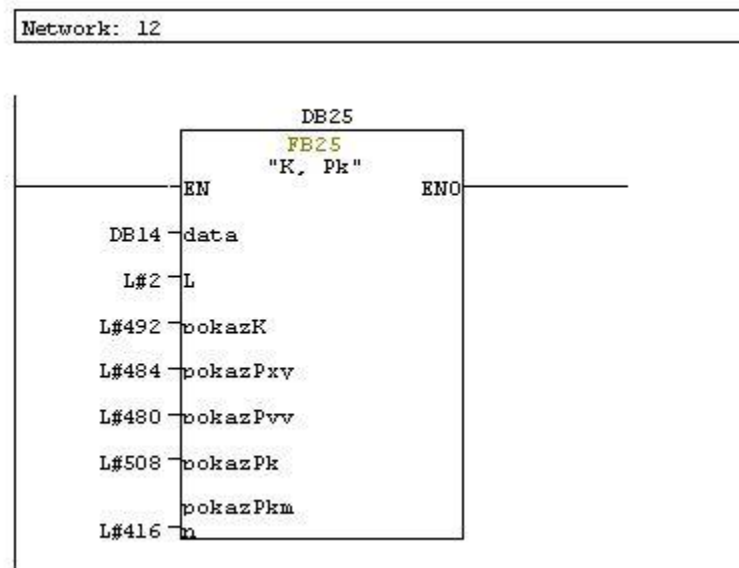 Network: 12
DB25
FB25
"K, Pk"
EN ENO
DB14 data
L#2 L
L#492 pokazK
L#484 pokazPxy
L#480 pokazPvv
L#508 pokazPk
pokazPkm
L#416 n